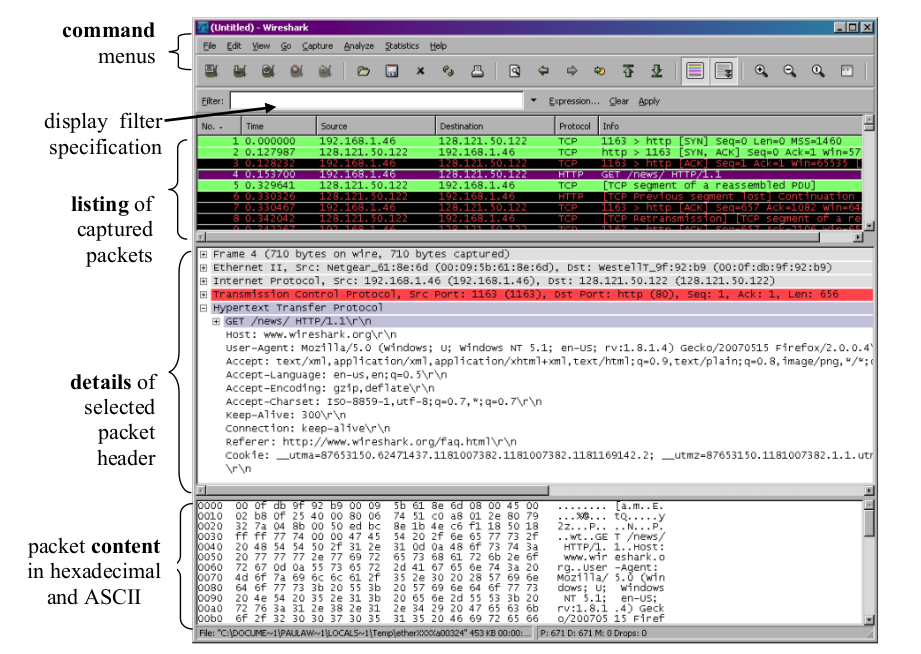 command
menus
display filter
specification
listing of
captured
packets
details of
selected
packet
header
packet content
in hexadecimal
and ASCII
(Untitled) - Wireshark
File Edit View Go Capture Analyze Statistics Help
Filter: Expression... Clear Apply
No. - Time Source Destination Protocol Info
1 0.000000 192.168.1.46 128.121.50.122 TCP 1163 > http [SYN] Seq=0 Len=0 MSS=1460
2 0.127987 128.121.50.122 192.168.1.46 TCP http > 1163 [SYN, ACK] Seq=0 Ack=1 Win=57
3 0.128232 192.168.1.46 128.121.50.122 TCP 1163 > http [ACK] Seq=1 Ack=1 Win=65535 [
4 0.153700 192.168.1.46 128.121.50.122 HTTP GET /news/ HTTP/1.1
5 0.329641 128.121.50.122 192.168.1.46 TCP [TCP segment of a reassembled PDU]
6 0.330326 128.121.50.122 192.168.1.46 HTTP [TCP Previous segment lost] Continuation
7 0.330467 192.168.1.46 128.121.50.122 TCP 1163 > http [ACK] Seq=657 Ack=1082 Win=64
8 0.342042 128.121.50.122 192.168.1.46 TCP [TCP Retransmission] [TCP segment of a re
Frame 4 (710 bytes on wire, 710 bytes captured)
Ethernet II, Src: Netgear_61:8e:6d (00:09:5b:61:8e:6d), Dst: WestellT_9f:92:b9 (00:0f:db:9f:92:b9)
Internet Protocol, Src: 192.168.1.46 (192.168.1.46), Dst: 128.121.50.122 (128.121.50.122)
Transmission Control Protocol, Src Port: 1163 (1163), Dst Port: http (80), Seq: 1, Ack: 1, Len: 656
Hypertext Transfer Protocol
GET /news/ HTTP/1.1\r\n
Host: www.wireshark.org\r\n
User-Agent: Mozilla/5.0 (Windows; U; Windows NT 5.1; en-US; rv:1.8.1.4) Gecko/20070515 Firefox/2.0.0.4\
Accept: text/xml,application/xml,application/xhtml+xml,text/html;q=0.9,text/plain;q=0.8,image/png,*/*;q
Accept-Language: en-us,en;q=0.5\r\n
Accept-Encoding: gzip,deflate\r\n
Accept-Charset: ISO-8859-1,utf-8;q=0.7,*;q=0.7\r\n
Keep-Alive: 300\r\n
Connection: keep-alive\r\n
Referer: http://www.wireshark.org/faq.html\r\n
Cookie: __utma=87653150.62471437.1181007382.1181007382.1181169142.2; __utmz=87653150.1181007382.1.1.utm
\r\n
0000 00 0f db 9f 92 b9 00 09 5b 61 8e 6d 08 00 45 00 ........ [a.m..E.
0010 02 b8 0f 25 40 00 80 06 74 51 c0 a8 01 2e 80 79 ...%@... tQ.....y
0020 32 7a 04 8b 00 50 ed bc 8e 1b 4e c6 f1 18 50 18 2z...P.. ..N...P.
0030 ff ff 77 74 00 00 47 45 54 20 2f 6e 65 77 73 2f ..wt..GE T /news/
0040 20 48 54 54 50 2f 31 2e 31 0d 0a 48 6f 73 74 3a HTTP/1. 1..Host:
0050 20 77 77 77 2e 77 69 72 65 73 68 61 72 6b 2e 6f www.wir eshark.o
0060 72 67 0d 0a 55 73 65 72 2d 41 67 65 6e 74 3a 20 rg..User -Agent:
0070 4d 6f 7a 69 6c 6c 61 2f 35 2e 30 20 28 57 69 6e Mozilla/ 5.0 (Win
0080 64 6f 77 73 3b 20 55 3b 20 57 69 6e 64 6f 77 73 dows; U; Windows
0090 20 4e 54 20 35 2e 31 3b 20 65 6e 2d 55 53 3b 20 NT 5.1; en-US;
00a0 72 76 3a 31 2e 38 2e 31 2e 34 29 20 47 65 63 6b rv:1.8.1 .4) Geck
00b0 6f 2f 32 30 30 37 30 35 31 35 20 46 69 72 65 66 o/200705 15 Firef
File: "C:\DOCUME~1\PAULAW~1\LOCALS~1\Temp\etherXXXXa00324" 453 KB 00:00:... P: 671 D: 671 M: 0 Drops: 0